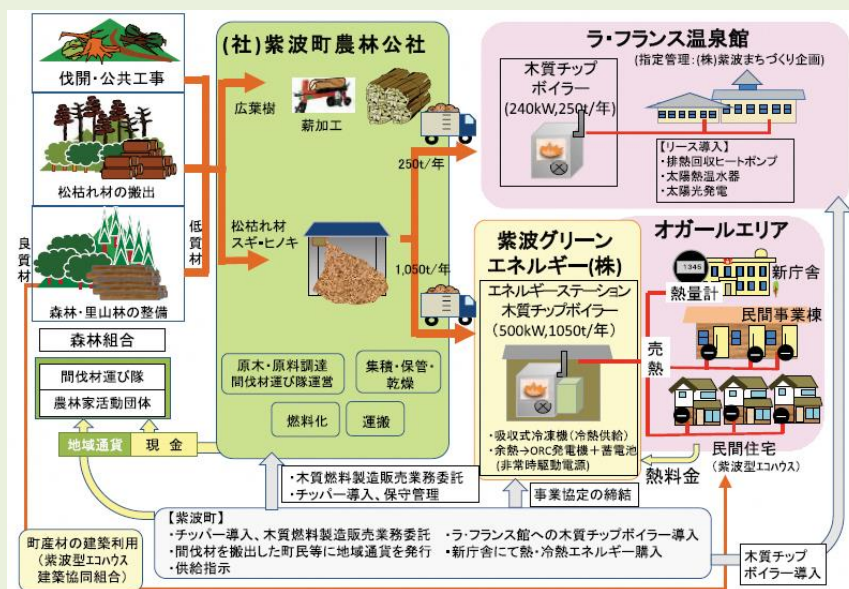 伐開・公共工事
松枯れ材の搬出
森林・里山林の整備
良質材
低質材
森林組合
間伐材運び隊
農林家活動団体
地域通貨
現金
町産材の建築利用
(紫波型エコハウス
建築協同組合)
(社)紫波町農林公社
広葉樹
薪加工
松枯れ材
スギ・ヒノキ
250t/年
1,050t/年
原木・原料調達
間伐材運び隊運営
集積・保管・
乾燥
燃料化
運搬
・木質燃料製造販売業務委託
・チッパー導入、保守管理
ラ・フランス温泉館
(指定管理:(株)紫波まちづくり企画)
木質チップ
ボイラー
(240kW,250t/年)
【リース導入】
・排熱回収ヒートポンプ
・太陽熱温水器
・太陽光発電
紫波グリーン
エネルギー(株)
エネルギーステーション
木質チップボイラー
(500kW,1050t/年)
・吸収式冷凍機(冷熱供給)
・余熱→ORC発電機+蓄電池
(非常時駆動電源)
オガールエリア
1345
新庁舎
熱量計
民間事業棟
売熱
民間住宅
(紫波型エコハウス)
熱料金
事業協定の締結
【紫波町】
・チッパー導入、木質燃料製造販売業務委託
・間伐材を搬出した町民等に地域通貨を発行
・供給指示
・ラ・フランス館への木質チップボイラー導入
・新庁舎にて熱・冷熱エネルギー購入
木質チップ
ボイラー導入